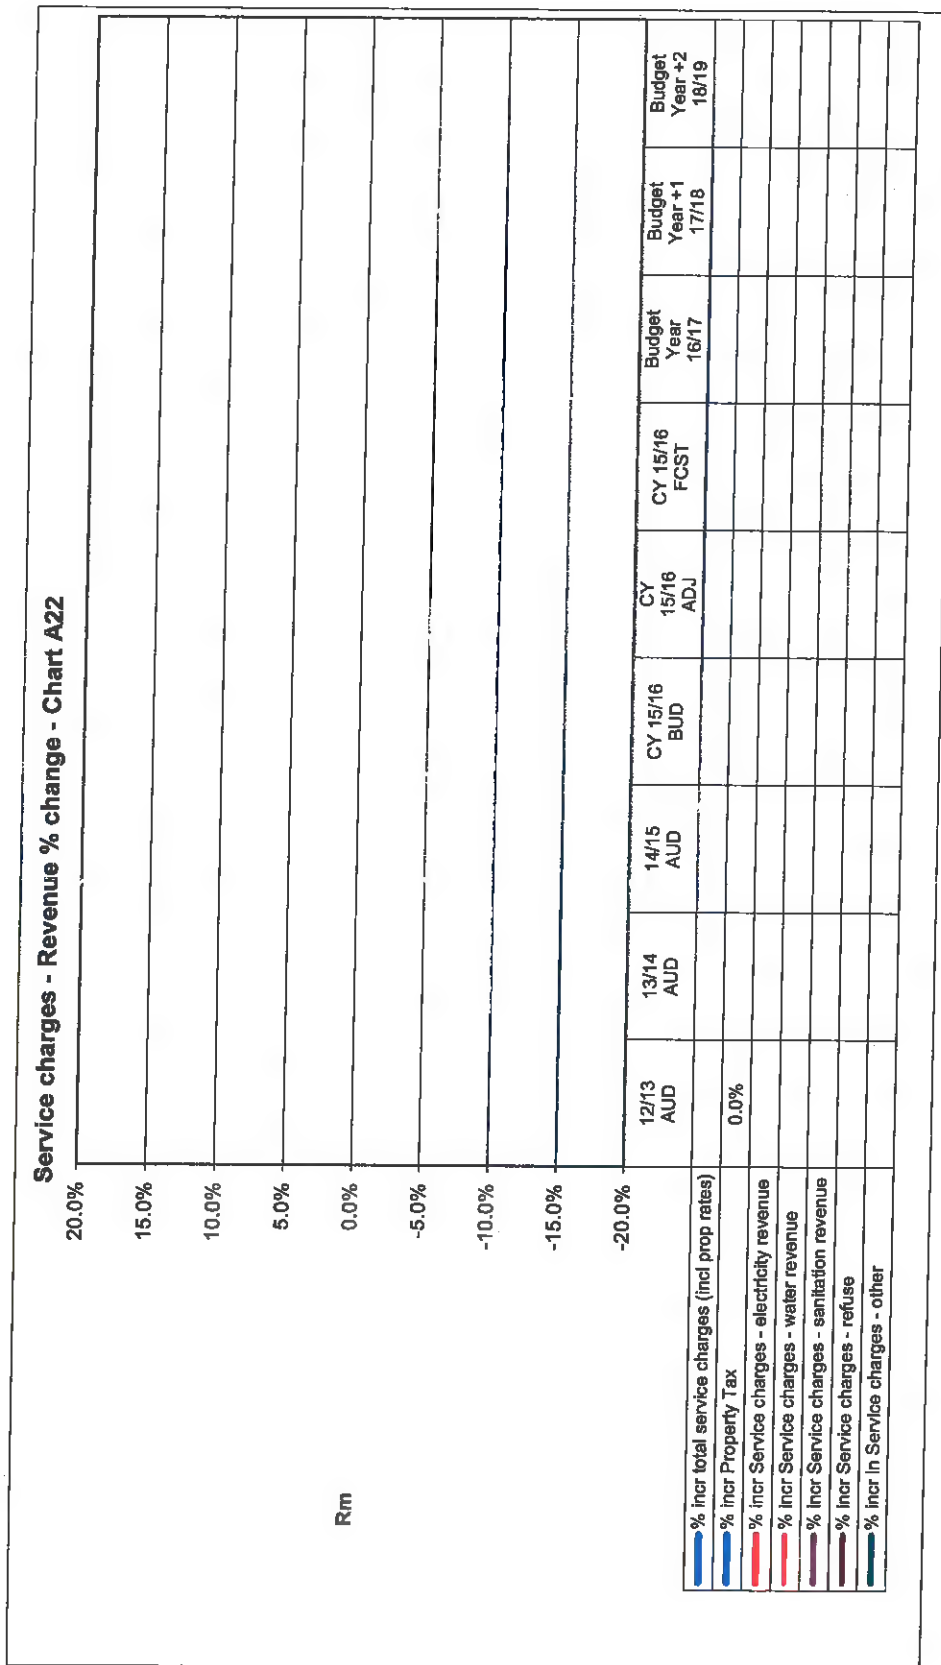 Service charges - Revenue % change - Chart A22
20.0%
15.0%
10.0%
5.0%
0.0%
-5.0%
-10.0%
-15.0%
-20.0%
Rm
12/13
AUD
13/14
AUD
14/15
AUD
CY 15/16
BUD
CY
15/16
ADJ
CY 15/16
FCST
Budget
Year
16/17
Budget
Year +1
17/18
Budget
Year +2
18/19
% incr total service charges (incl prop rates)
% incr Property Tax
0.0%
% incr Service charges - electricity revenue
% incr Service charges - water revenue
% incr Service charges - sanitation revenue
% incr Service charges - refuse
% incr in Service charges - other